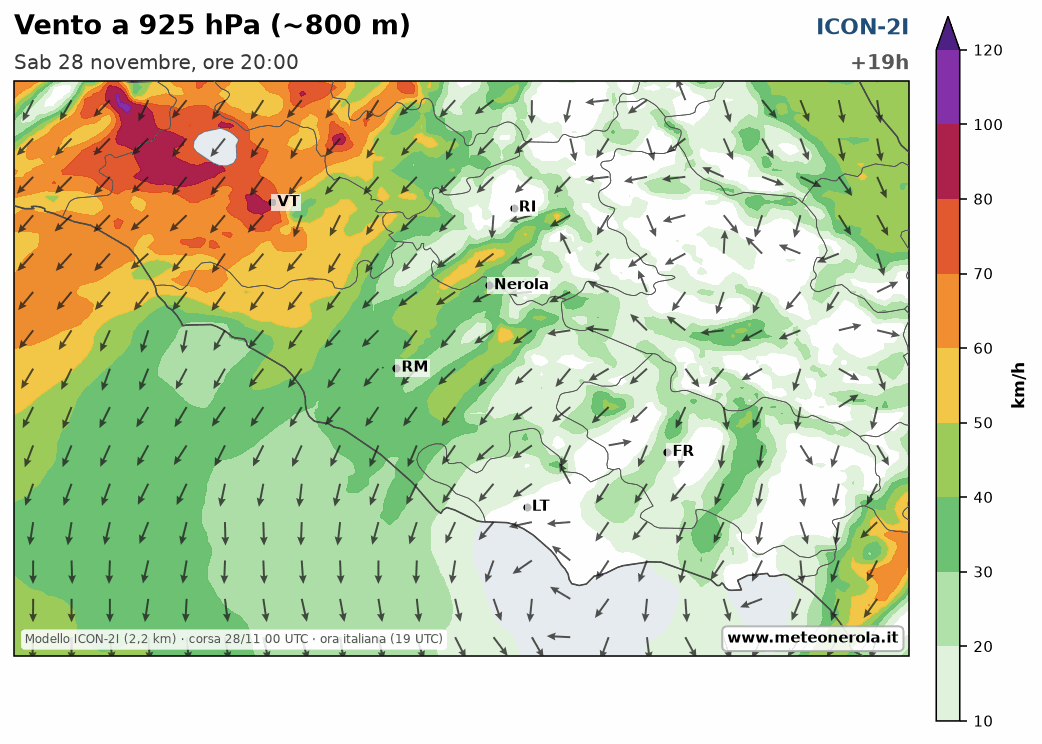 Vento a 925 hPa (~800 m)
ICON-2I
Sab 28 novembre, ore 20:00
+19h
VT
RI
Nerola
RM
FR
LT
Modello ICON-2I (2,2 km) · corsa 28/11 00 UTC · ora italiana (19 UTC)
www.meteonerola.it
120
100
80
70
60
50
40
30
20
10
km/h